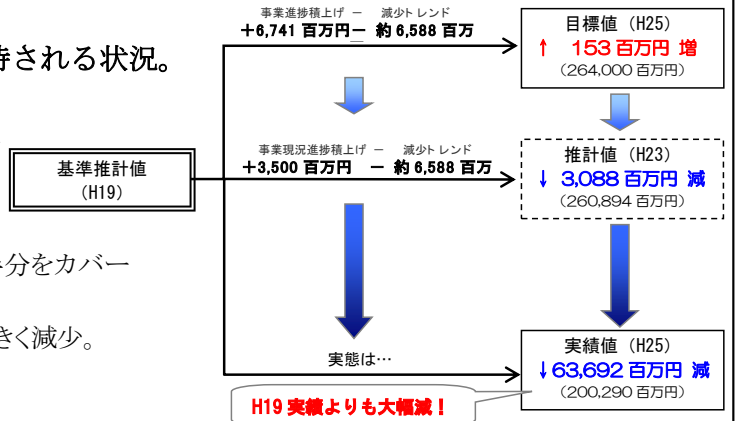 事業進捗積上げ － 減少トレンド
+6,741 百万円－ 約 6,588 百万
目標値（H25）
↑ 153 百万円 増
（264,000 百万円）
待される状況。
事業現況進捗積上げ － 減少トレンド
+3,500 百万円 － 約 6,588 百万
推計値（H23）
↓ 3,088 百万円 減
（260,894 百万円）
基準推計値
（H19）
分をカバー
きく減少。
実態は…
実績値（H25）
↓63,692 百万円 減
（200,290 百万円）
H19 実績よりも大幅減！